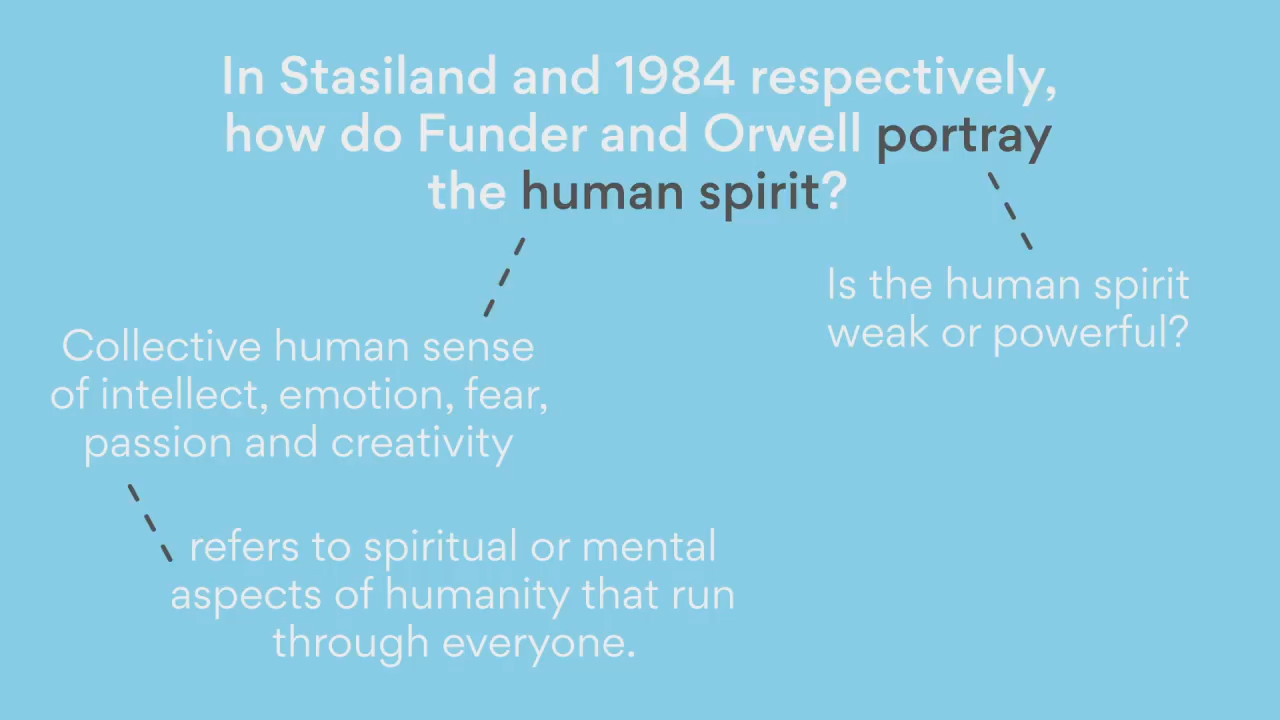 In Stasiland and 1984 respectively,
how do Funder and Orwell portray
the human spirit?
Is the human spirit
weak or powerful?
Collective human sense
of intellect, emotion, fear,
passion and creativity
refers to spiritual or mental
aspects of humanity that run
through everyone.